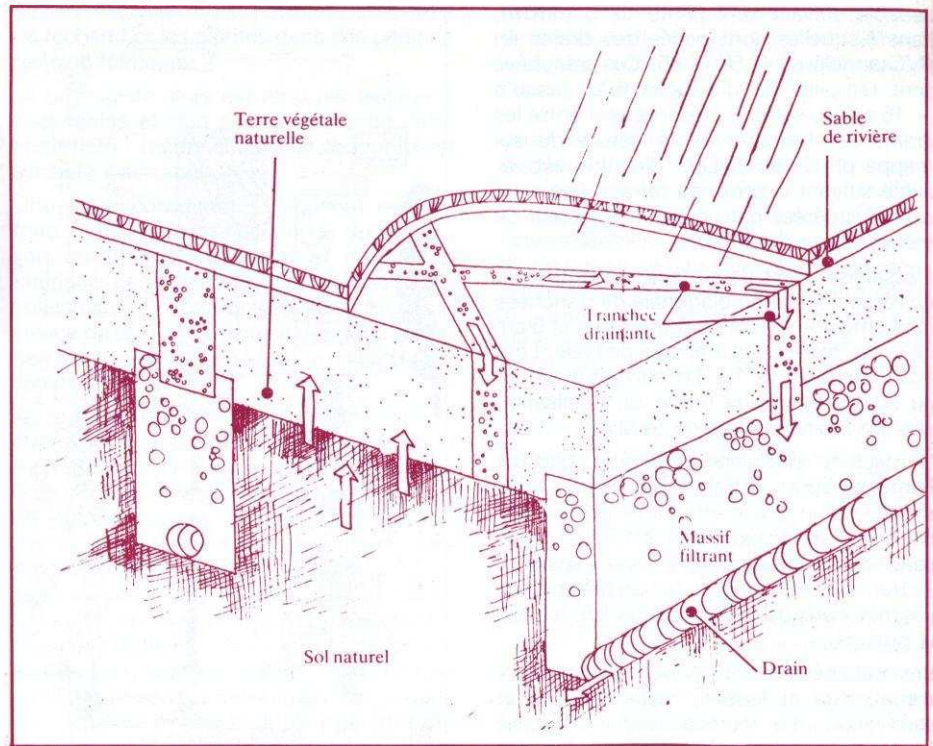 Terre végétale
naturelle
Sable
de rivière
Tranchée
drainante
Massif
filtrant
Sol naturel
Drain